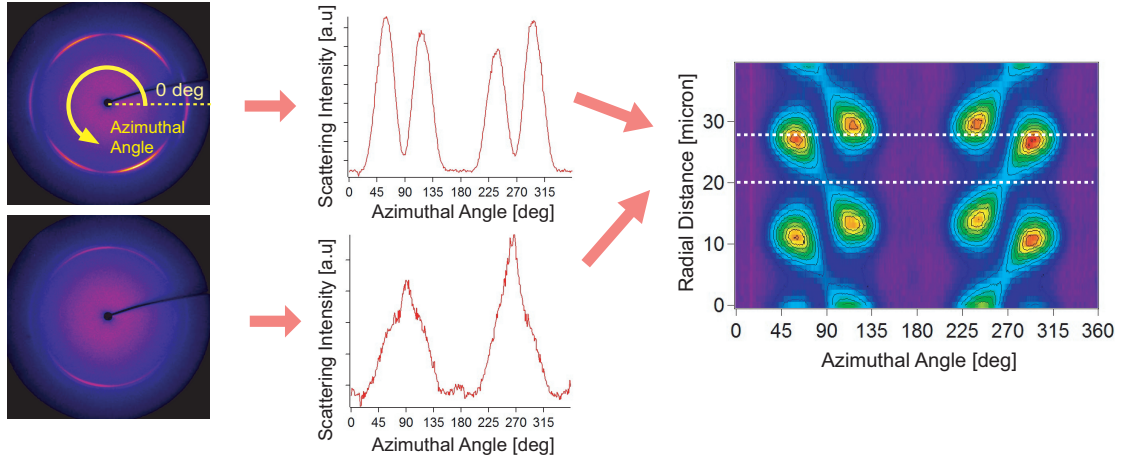 0 deg
Azimuthal
Angle
Scattering Intensity [a.u]
0 45 90 135 225 270 315
Azimuthal Angle [deg]
Scattering Intensity [a.u]
0 45 90 135 180 225 270 315
Azimuthal Angle [deg]
Radial Distance [micron]
30
20
10
0
0 45 90 135 225 270 315 360
Azimuthal Angle [deg]